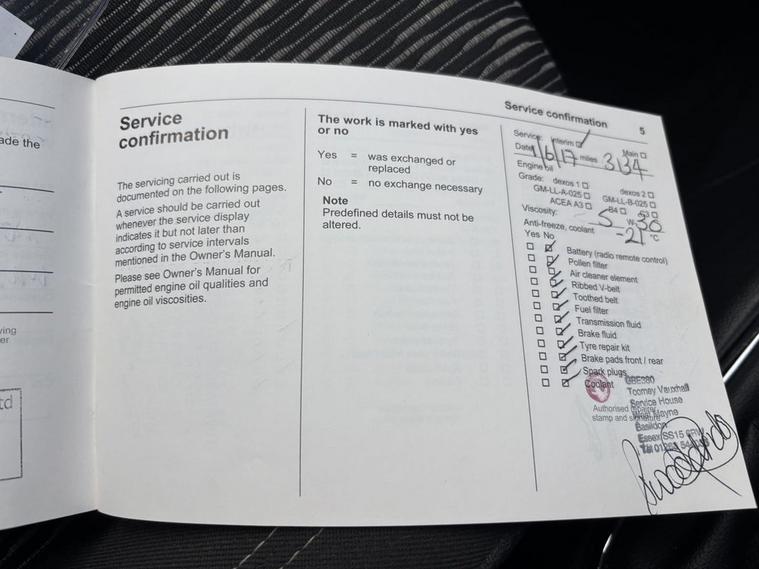 ade the
ving
er
td
Service
confirmation
The servicing carried out is
documented on the following pages.
A service should be carried out
whenever the service display
indicates it but not later than
according to service intervals
mentioned in the Owner's Manual.
Please see Owner's Manual for
permitted engine oil qualities and
engine oil viscosities.
The work is marked with yes
or no
Yes = was exchanged or
replaced
No = no exchange necessary
Note
Predefined details must not be
altered.
Service confirmation 5
Service: Interim Main
Date 1/6/17 miles 3134
Engine oil
Grade: dexos 1 dexos 2
GM-LL-A-025 GM-LL-B-025
ACEA A3 B4
Viscosity: 5 W- 30
Anti-freeze, coolant -21 °C
Yes No
Battery (radio remote control)
Pollen filter
Air cleaner element
Ribbed V-belt
Toothed belt
Fuel filter
Transmission fluid
Brake fluid
Tyre repair kit
Brake pads front / rear
Spark plugs
Coolant
Authorised
stamp and signature
Toomey Vauxhall
Service House
Mayne
Basildon
Essex SS15